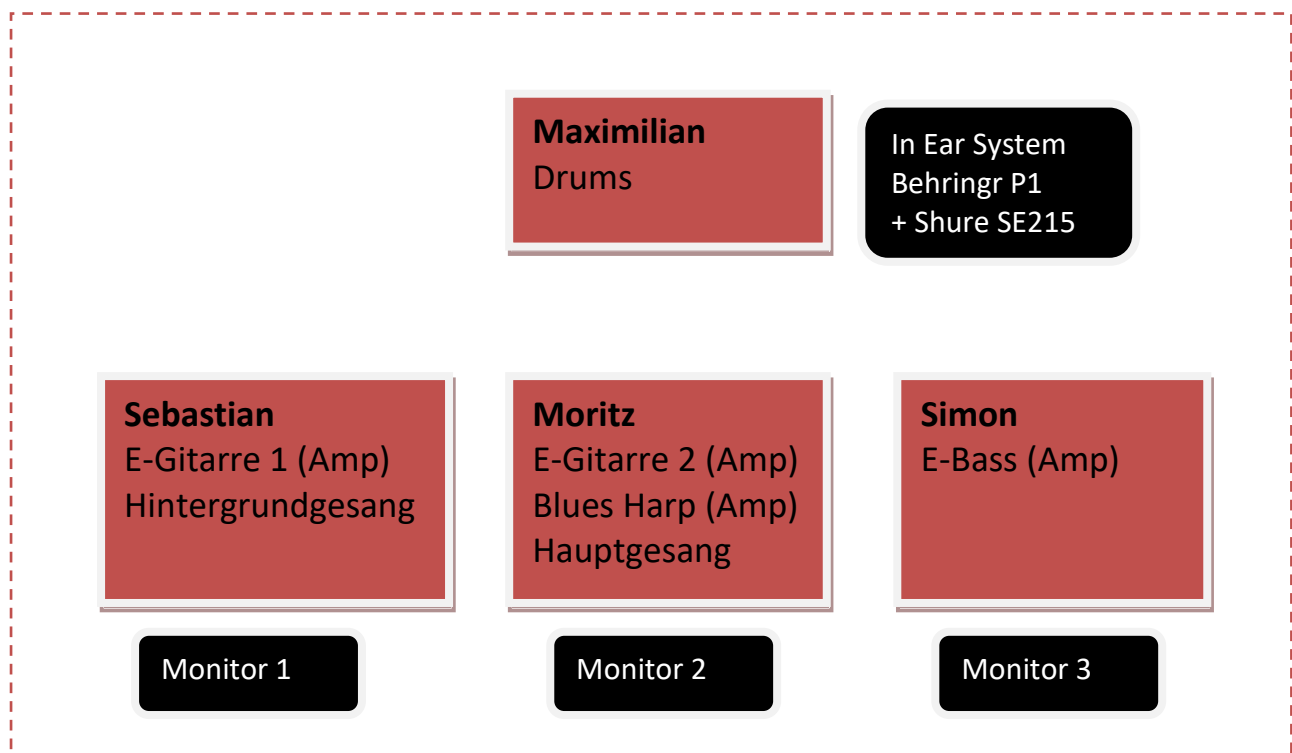 Maximilian
Drums
In Ear System
Behringr P1
+ Shure SE215
Sebastian
E-Gitarre 1 (Amp)
Hintergrundgesang
Moritz
E-Gitarre 2 (Amp)
Blues Harp (Amp)
Hauptgesang
Simon
E-Bass (Amp)
Monitor 1
Monitor 2
Monitor 3